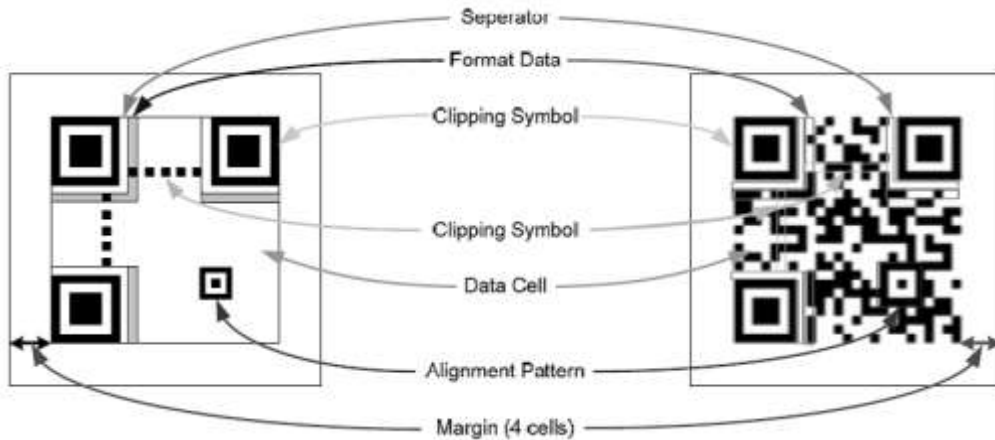 Seperator
Format Data
Clipping Symbol
Clipping Symbol
Data Cell
Alignment Pattern
Margin (4 cells)